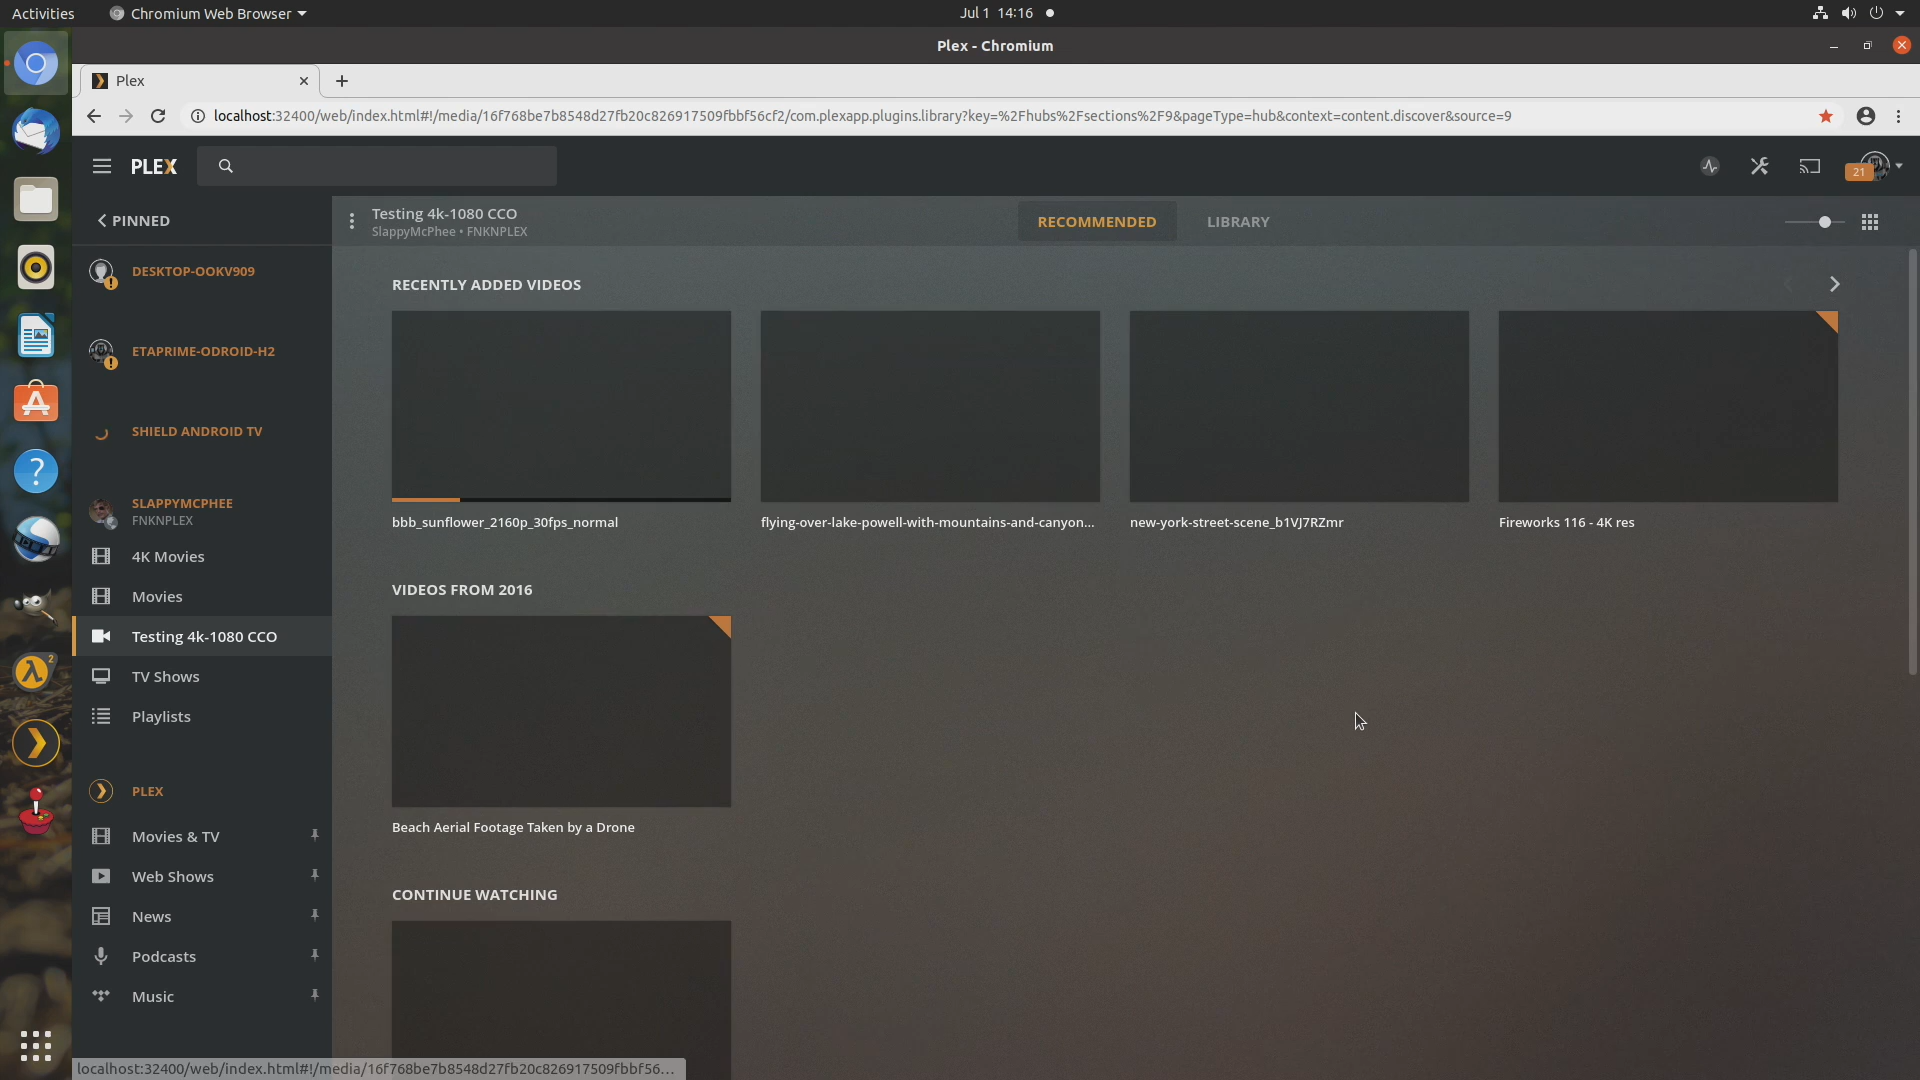 Activities
Chromium Web Browser
Jul 1 14:16
Plex - Chromium
Plex
localhost:32400/web/index.html#!/media/16f768be7b8548d27fb20c826917509fbbf56cf2/com.plexapp.plugins.library?key=%2Fhubs%2Fsections%2F9&pageType=hub&context=content.discover&source=9
PLEX
21
PINNED
Testing 4k-1080 CCO
SlappyMcPhee • FNKNPLEX
RECOMMENDED
LIBRARY
DESKTOP-OOKV909
ETAPRIME-ODROID-H2
SHIELD ANDROID TV
SLAPPYMCPHEE
FNKNPLEX
4K Movies
Movies
Testing 4k-1080 CCO
TV Shows
Playlists
PLEX
Movies & TV
Web Shows
News
Podcasts
Music
RECENTLY ADDED VIDEOS
bbb_sunflower_2160p_30fps_normal
flying-over-lake-powell-with-mountains-and-canyon...
new-york-street-scene_b1VJ7RZmr
Fireworks 116 - 4K res
VIDEOS FROM 2016
Beach Aerial Footage Taken by a Drone
CONTINUE WATCHING
localhost:32400/web/index.html#!/media/16f768be7b8548d27fb20c826917509fbbf56...
2